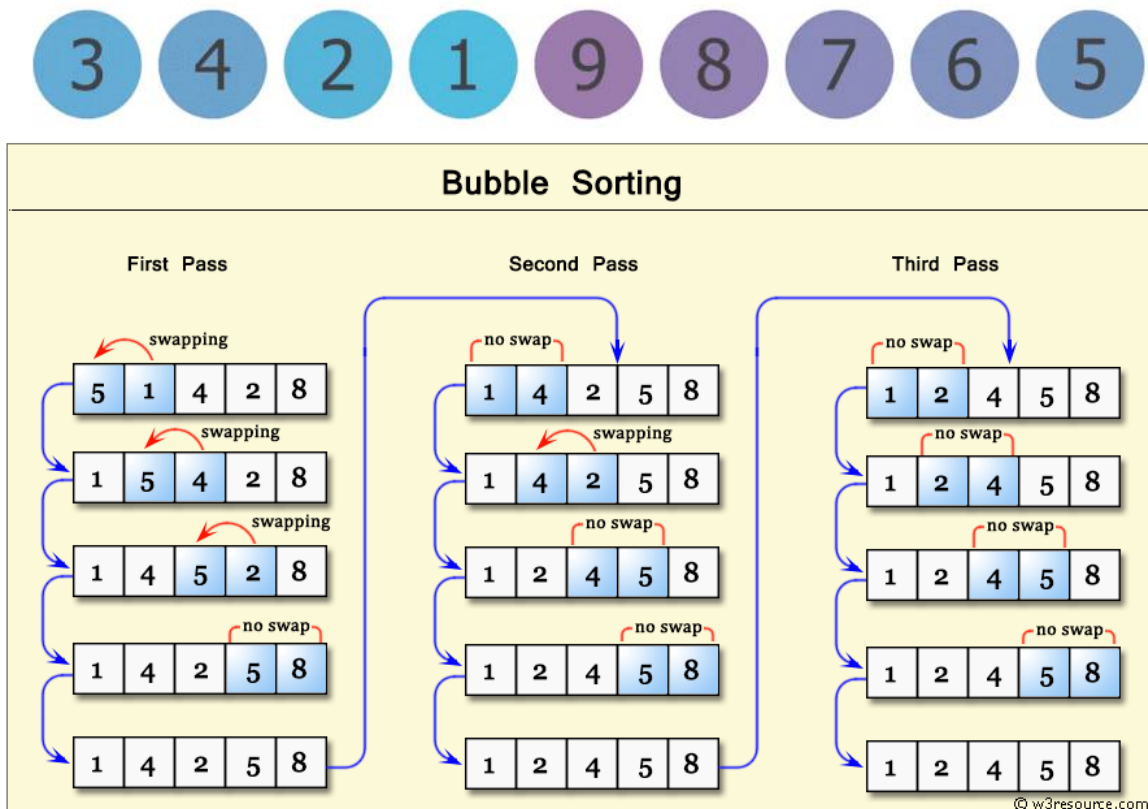 3 4 2 1 9 8 7 6 5
Bubble Sorting
First Pass Second Pass Third Pass
swapping no swap no swap
5 1 4 2 8 1 4 2 5 8 1 2 4 5 8
swapping swapping no swap
1 5 4 2 8 1 4 2 5 8 1 2 4 5 8
swapping no swap no swap
1 4 5 2 8 1 2 4 5 8 1 2 4 5 8
no swap no swap no swap
1 4 2 5 8 1 2 4 5 8 1 2 4 5 8
1 4 2 5 8 1 2 4 5 8 1 2 4 5 8
© w3resource.com